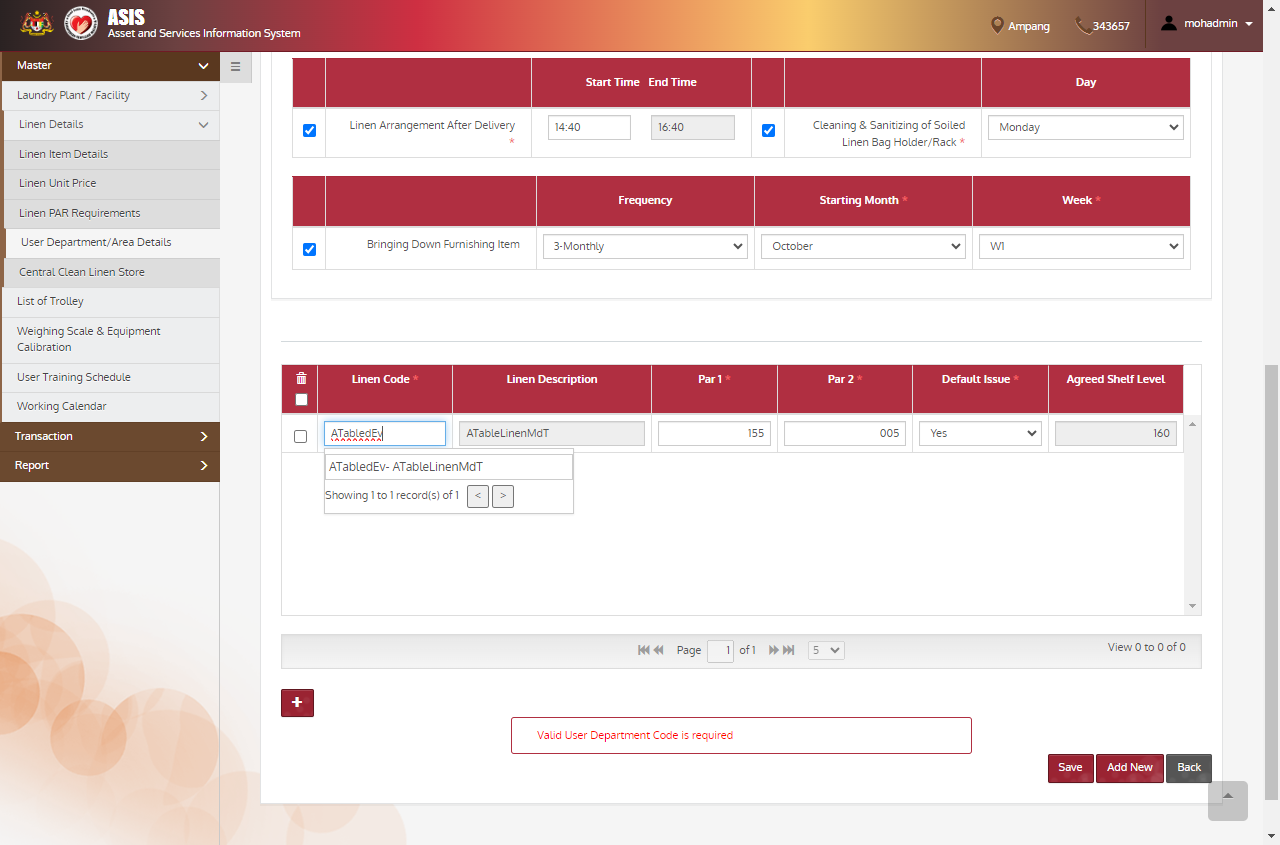 ASIS
Asset and Services Information System
Ampang
343657
mohadmin
Master
Laundry Plant / Facility
Linen Details
Linen Item Details
Linen Unit Price
Linen PAR Requirements
User Department/Area Details
Central Clean Linen Store
List of Trolley
Weighing Scale & Equipment
Calibration
User Training Schedule
Working Calendar
Transaction
Report
Start Time End Time Day
Linen Arrangement After Delivery
*
14:40 16:40
Cleaning & Sanitizing of Soiled
Linen Bag Holder/Rack *
Monday
Frequency Starting Month * Week *
Bringing Down Furnishing Item 3-Monthly October W1
Linen Code * Linen Description Par 1 * Par 2 * Default Issue * Agreed Shelf Level
ATabledEv ATableLinenMdT 155 005 Yes 160
ATabledEv- ATableLinenMdT
Showing 1 to 1 record(s) of 1 < >
Page 1 of 1 5 View 0 to 0 of 0
+
Valid User Department Code is required
Save Add New Back